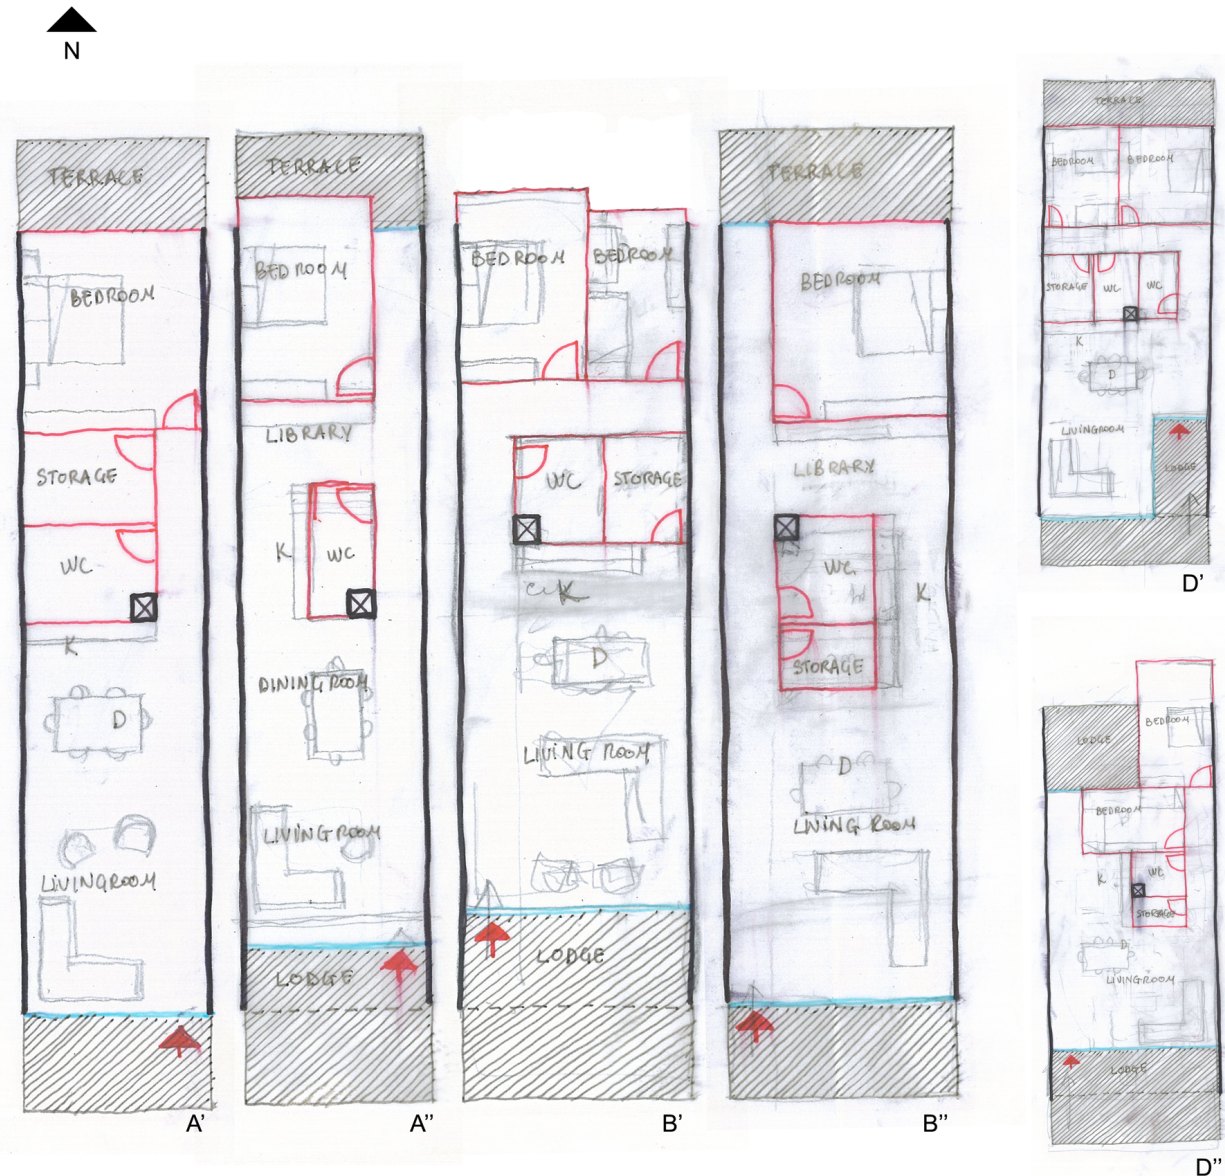 N
TERRACE
BEDROOM
STORAGE
WC
K
D
LIVINGROOM
A'
TERRACE
BEDROOM
LIBRARY
K
WC
DINING ROOM
LIVING ROOM
LODGE
A''
BEDROOM
BEDROOM
WC
STORAGE
K
D
LIVING ROOM
LODGE
B'
TERRACE
BEDROOM
LIBRARY
WC
K
STORAGE
D
LIVING ROOM
B''
TERRACE
BEDROOM
BEDROOM
STORAGE
WC
WC
K
D
LIVINGROOM
LODGE
D'
LODGE
BEDROOM
BEDROOM
K
WC
STORAGE
D
LIVINGROOM
LODGE
D''